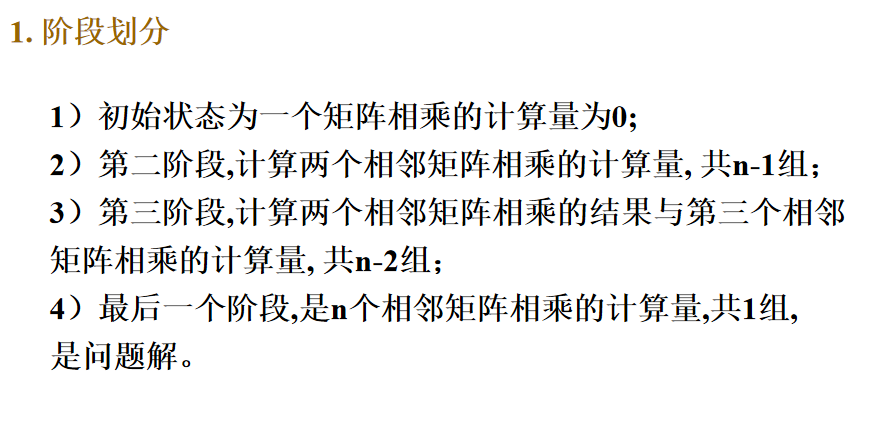 1. 阶段划分
1）初始状态为一个矩阵相乘的计算量为0;
2）第二阶段,计算两个相邻矩阵相乘的计算量, 共n-1组；
3）第三阶段,计算两个相邻矩阵相乘的结果与第三个相邻
矩阵相乘的计算量, 共n-2组；
4）最后一个阶段,是n个相邻矩阵相乘的计算量,共1组,
是问题解。